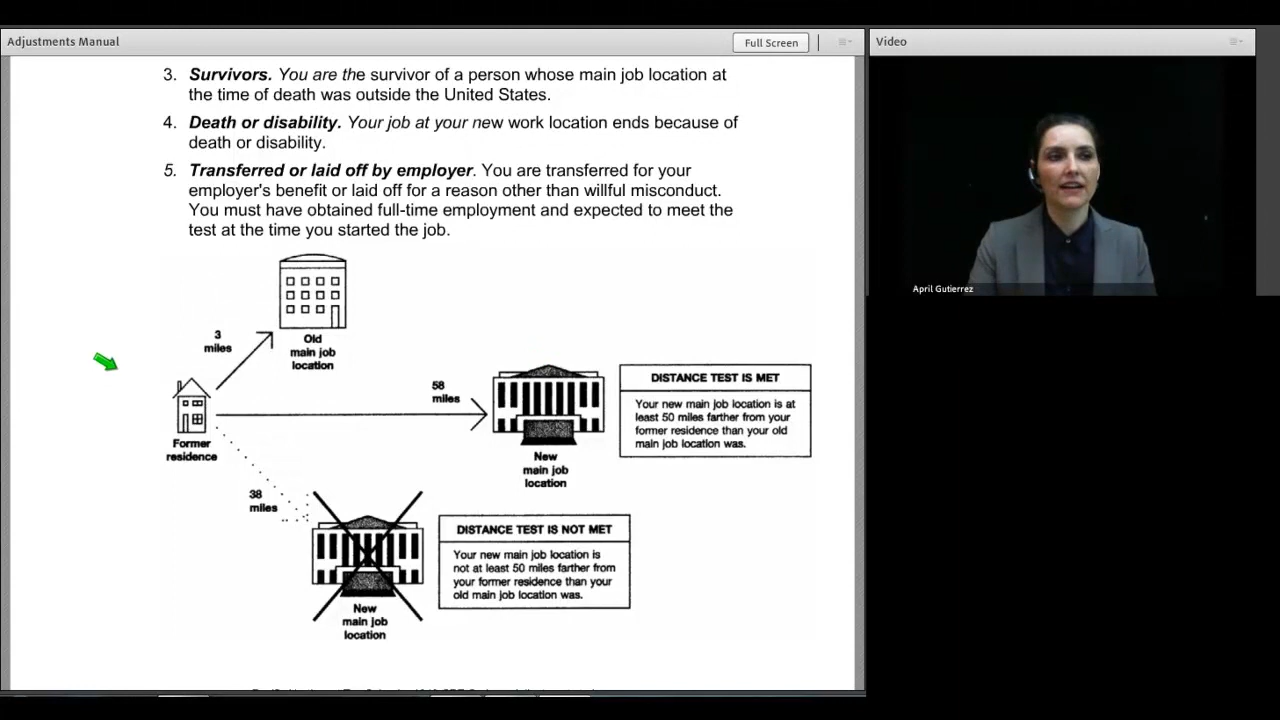 Adjustments Manual
Full Screen
Video
3. Survivors. You are the survivor of a person whose main job location at
the time of death was outside the United States.
4. Death or disability. Your job at your new work location ends because of
death or disability.
5. Transferred or laid off by employer. You are transferred for your
employer's benefit or laid off for a reason other than willful misconduct.
You must have obtained full-time employment and expected to meet the
test at the time you started the job.
3
miles
Old
main job
location
58
miles
Former
residence
New
main job
location
DISTANCE TEST IS MET
Your new main job location is at
least 50 miles farther from your
former residence than your old
main job location was.
38
miles
New
main job
location
DISTANCE TEST IS NOT MET
Your new main job location is
not at least 50 miles farther from
your former residence than your
old main job location was.
April Gutierrez